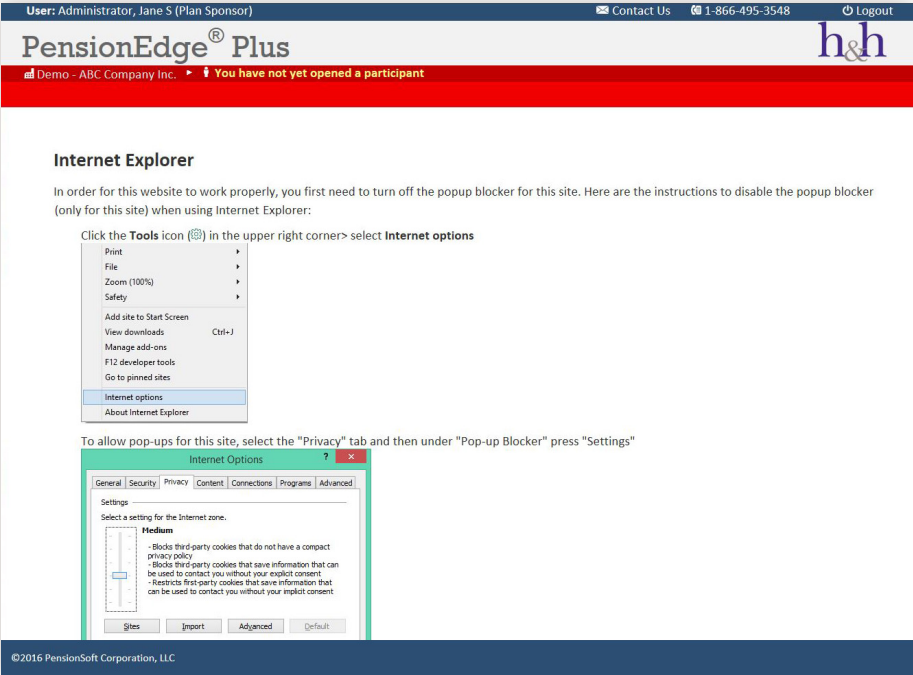 User: Administrator, Jane S (Plan Sponsor)
Contact Us
1-866-495-3548
Logout
PensionEdge® Plus
h&h
Demo - ABC Company Inc. You have not yet opened a participant
Internet Explorer
In order for this website to work properly, you first need to turn off the popup blocker for this site. Here are the instructions to disable the popup blocker
(only for this site) when using Internet Explorer:
Click the Tools icon () in the upper right corner> select Internet options
Print
File
Zoom (100%)
Safety
Add site to Start Screen
View downloads Ctrl+J
Manage add-ons
F12 developer tools
Go to pinned sites
Internet options
About Internet Explorer
To allow pop-ups for this site, select the "Privacy" tab and then under "Pop-up Blocker" press "Settings"
Internet Options ? ×
General Security Privacy Content Connections Programs Advanced
Settings
Select a setting for the Internet zone.
Medium
- Blocks third-party cookies that do not have a compact
privacy policy
- Blocks third-party cookies that save information that can
be used to contact you without your explicit consent
- Restricts first-party cookies that save information that
can be used to contact you without your implicit consent
Sites Import Advanced Default
©2016 PensionSoft Corporation, LLC